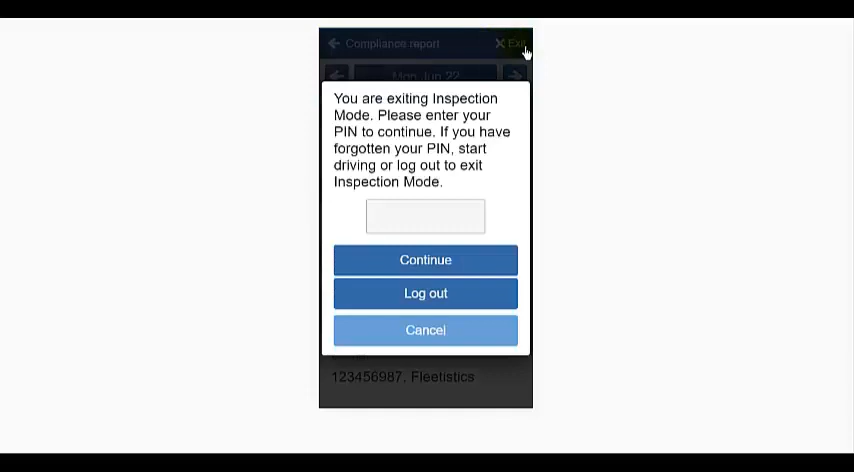 Compliance report
Exit
Mon Jun 22
You are exiting Inspection
Mode. Please enter your
PIN to continue. If you have
forgotten your PIN, start
driving or log out to exit
Inspection Mode.
Continue
Log out
Cancel
123456987, Fleetistics